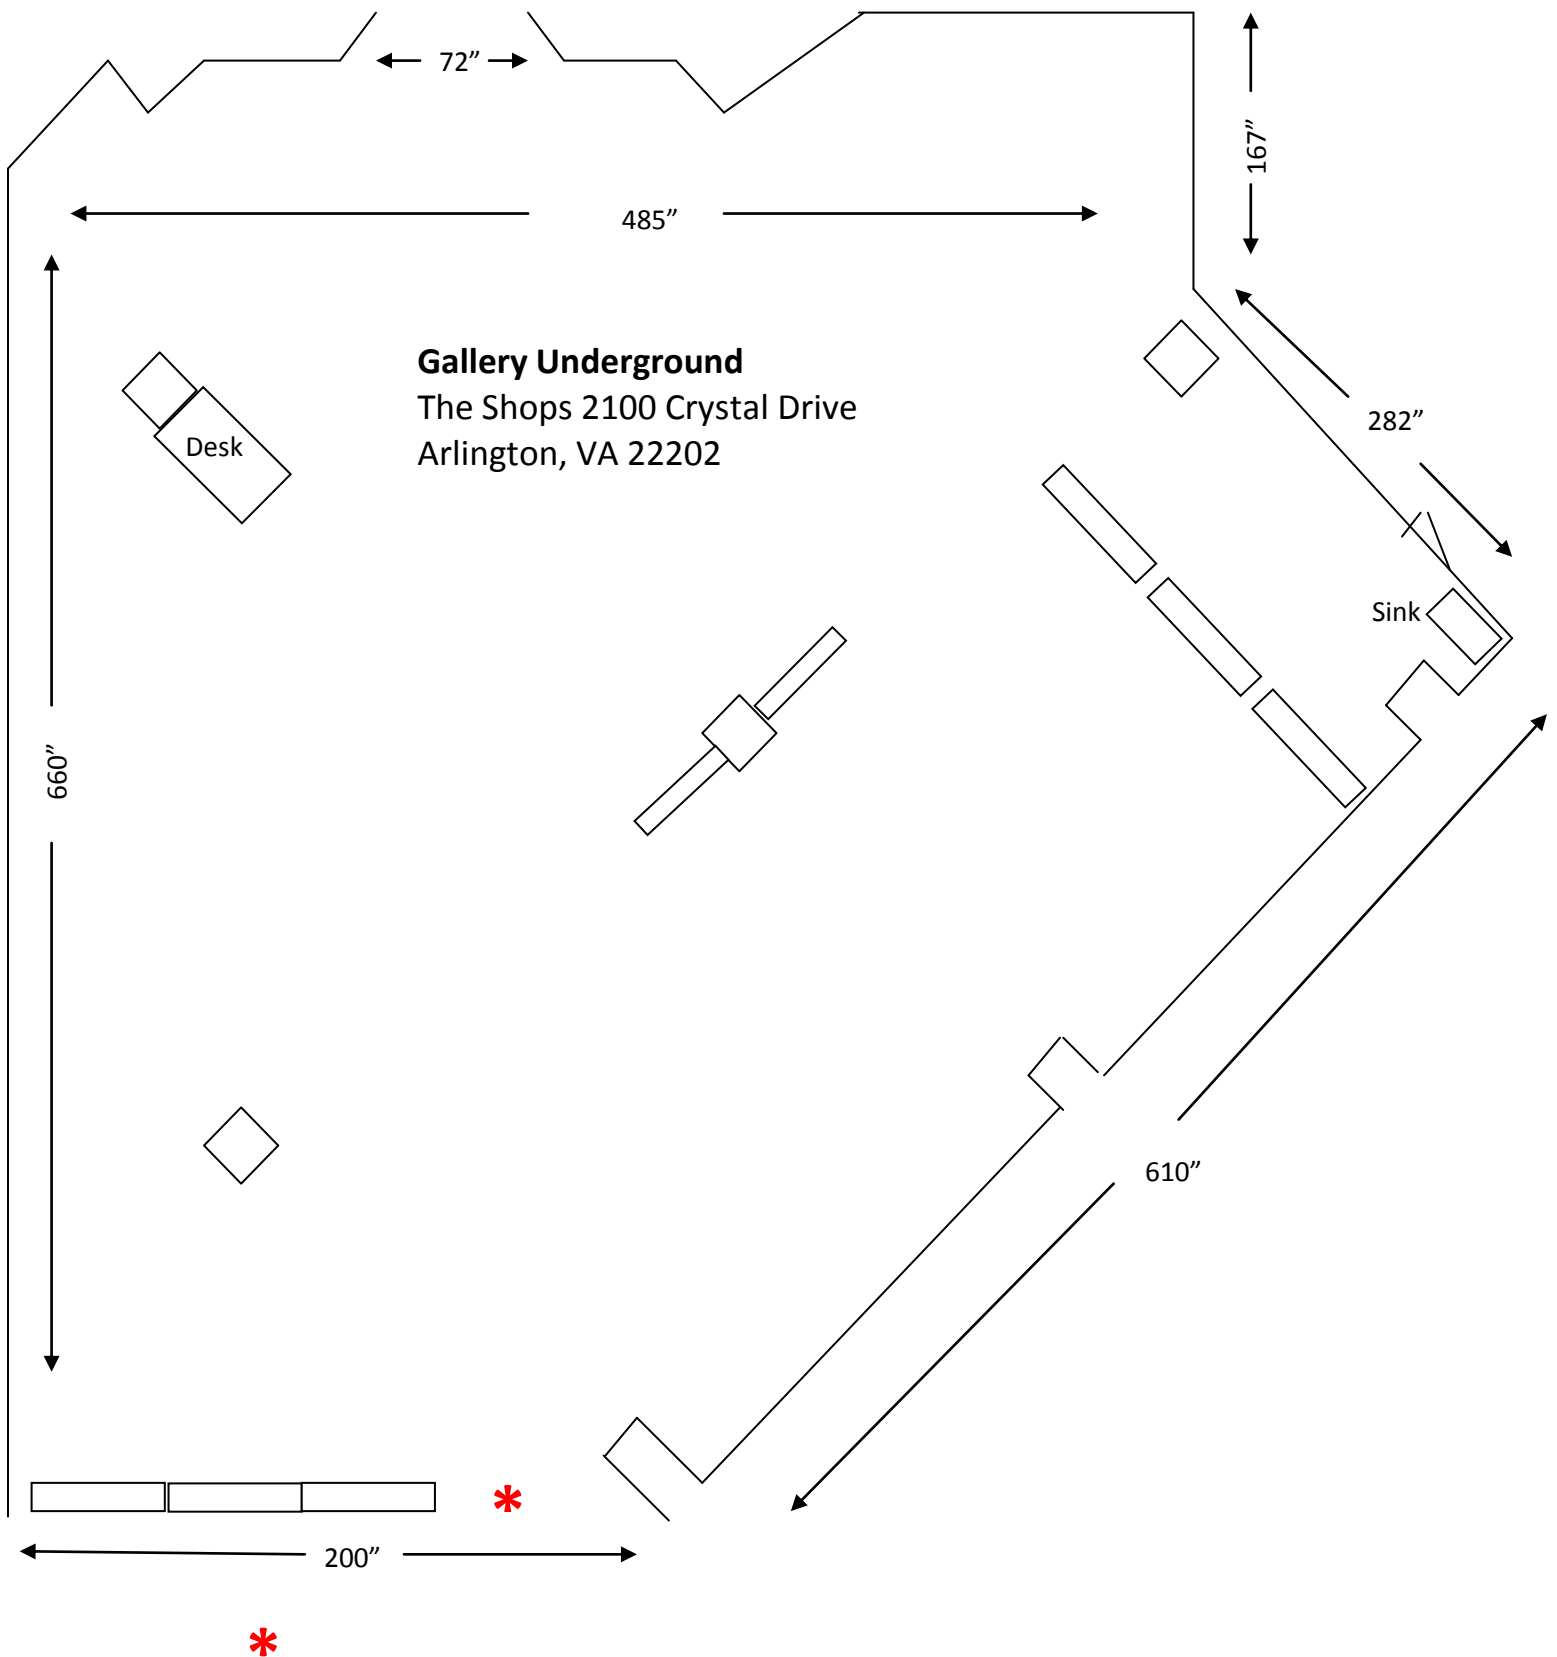 72”
167”
485”
Gallery Underground
The Shops 2100 Crystal Drive
Arlington, VA 22202
282”
Desk
Sink
660”
610”
*
200”
*